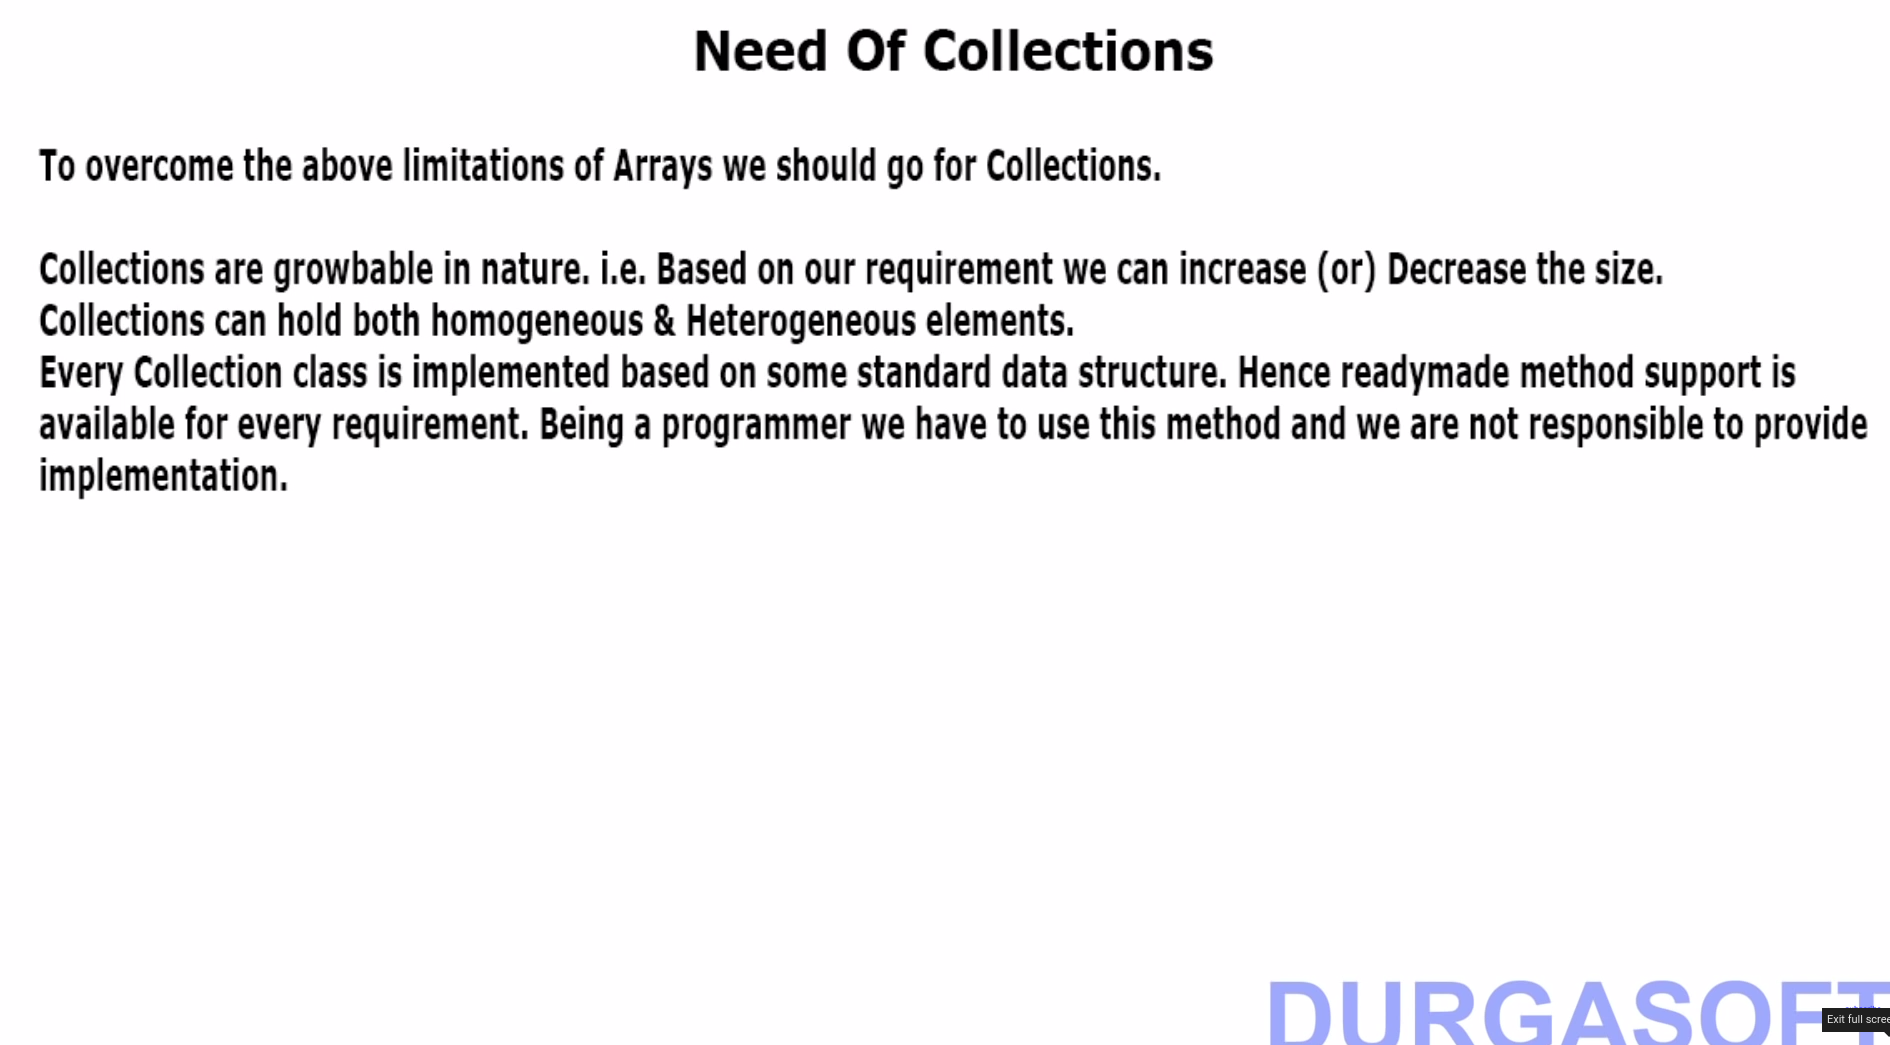 Need Of Collections
To overcome the above limitations of Arrays we should go for Collections.
Collections are growbable in nature. i.e. Based on our requirement we can increase (or) Decrease the size.
Collections can hold both homogeneous & Heterogeneous elements.
Every Collection class is implemented based on some standard data structure. Hence readymade method support is
available for every requirement. Being a programmer we have to use this method and we are not responsible to provide
implementation.
DURGASOFT
Exit full scree